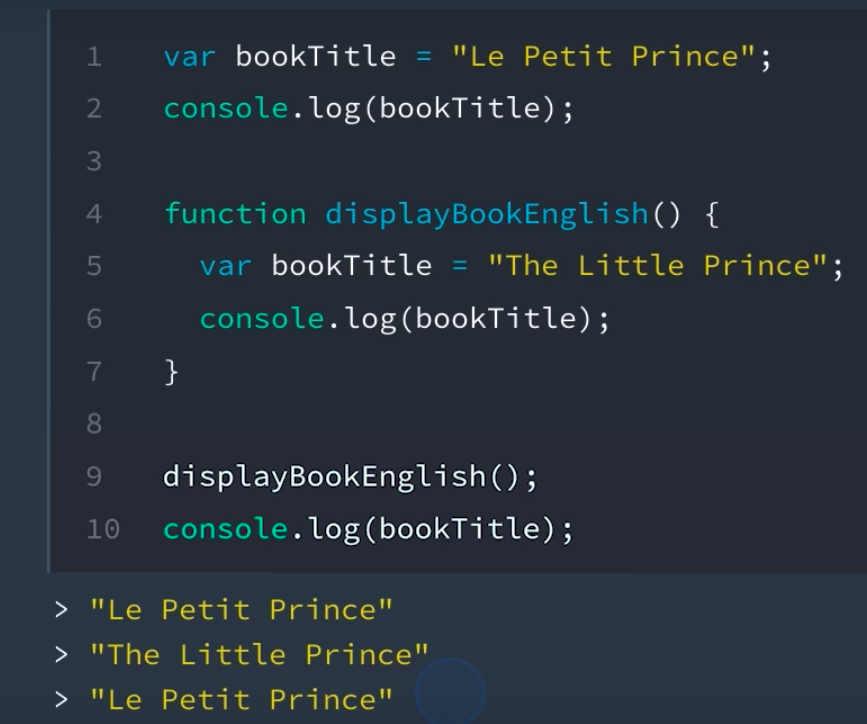 1 var bookTitle = "Le Petit Prince";
2 console.log(bookTitle);
3
4 function displayBookEnglish() {
5 var bookTitle = "The Little Prince";
6 console.log(bookTitle);
7 }
8
9 displayBookEnglish();
10 console.log(bookTitle);
> "Le Petit Prince"
> "The Little Prince"
> "Le Petit Prince"